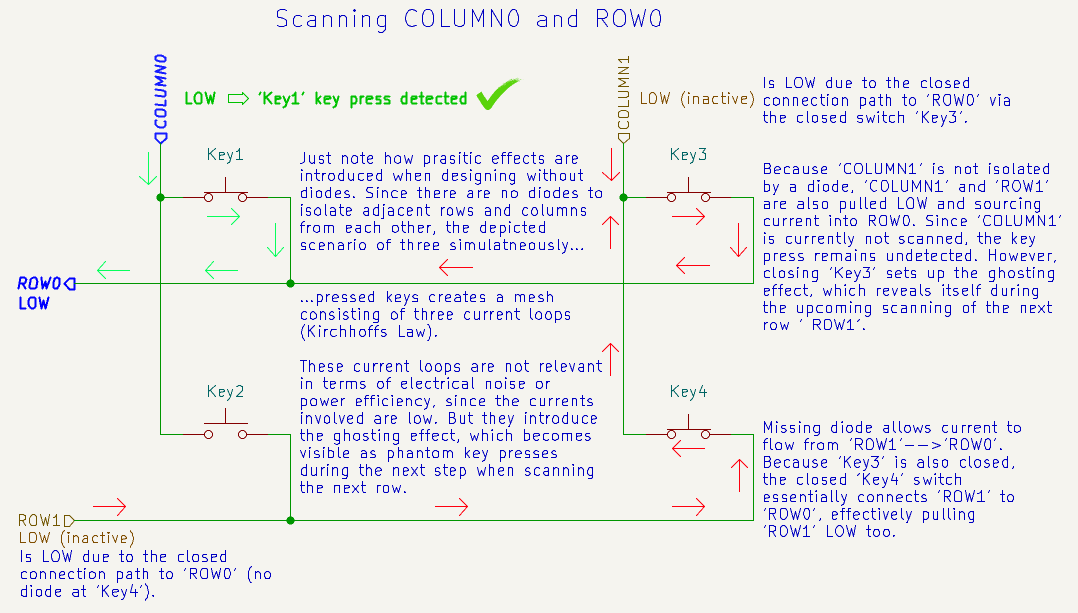 Scanning COLUMN0 and ROW0
COLUMN0
LOW ⇨ 'Key1' key press detected
COLUMN1
LOW (inactive)
Is LOW due to the closed
connection path to 'ROW0' via
the closed switch 'Key3'.
Key1
Key3
Just note how prasitic effects are
introduced when designing without
diodes. Since there are no diodes to
isolate adjacent rows and columns
from each other, the depicted
scenario of three simulatneously...
Because 'COLUMN1' is not isolated
by a diode, 'COLUMN1' and 'ROW1'
are also pulled LOW and sourcing
current into ROW0. Since 'COLUMN1'
is currently not scanned, the key
press remains undetected. However,
closing 'Key3' sets up the ghosting
effect, which reveals itself during
the upcoming scanning of the next
row ' ROW1'.
ROW0
LOW
...pressed keys creates a mesh
consisting of three current loops
(Kirchhoffs Law).
These current loops are not relevant
in terms of electrical noise or
power efficiency, since the currents
involved are low. But they introduce
the ghosting effect, which becomes
visible as phantom key presses
during the next step when scanning
the next row.
Key2
Key4
Missing diode allows current to
flow from 'ROW1'-->'ROW0'.
Because 'Key3' is also closed,
the closed 'Key4' switch
essentially connects 'ROW1' to
'ROW0', effectively pulling
'ROW1' LOW too.
ROW1
LOW (inactive)
Is LOW due to the closed
connection path to 'ROW0' (no
diode at 'Key4').